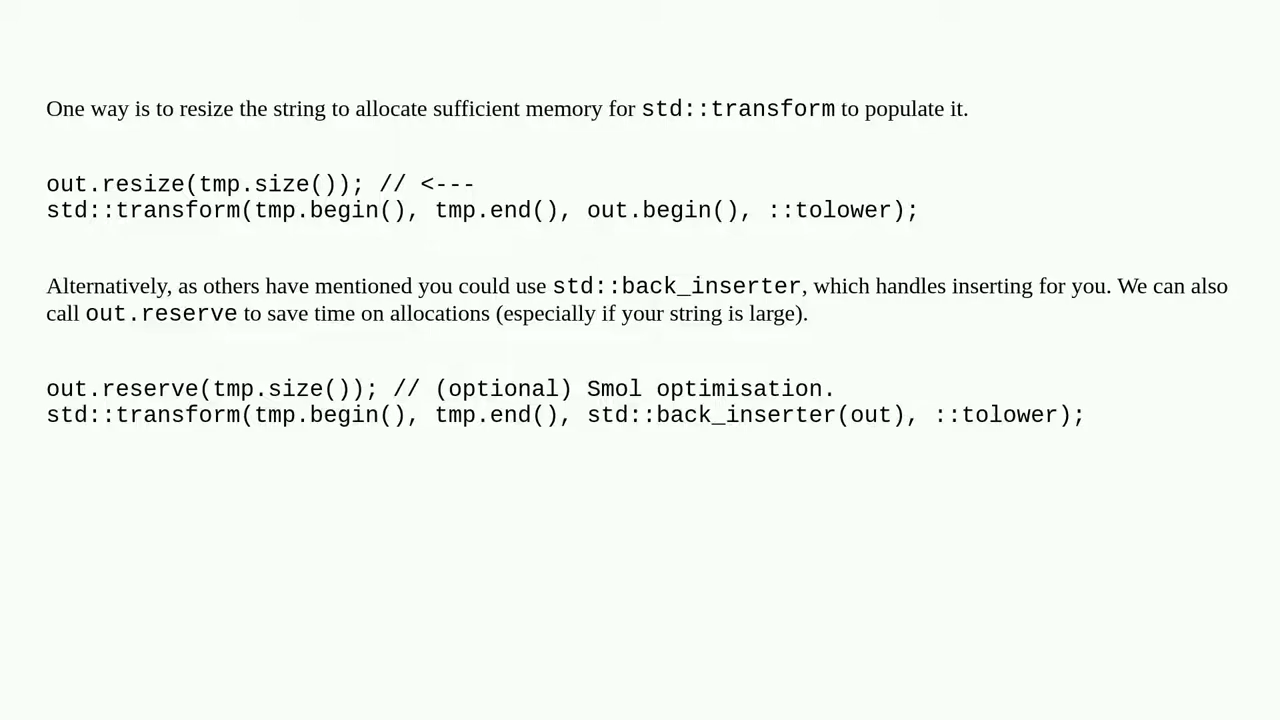 One way is to resize the string to allocate sufficient memory for std::transform to populate it.
out.resize(tmp.size()); // <---
std::transform(tmp.begin(), tmp.end(), out.begin(), ::tolower);
Alternatively, as others have mentioned you could use std::back_inserter, which handles inserting for you. We can also
call out.reserve to save time on allocations (especially if your string is large).
out.reserve(tmp.size()); // (optional) Smol optimisation.
std::transform(tmp.begin(), tmp.end(), std::back_inserter(out), ::tolower);